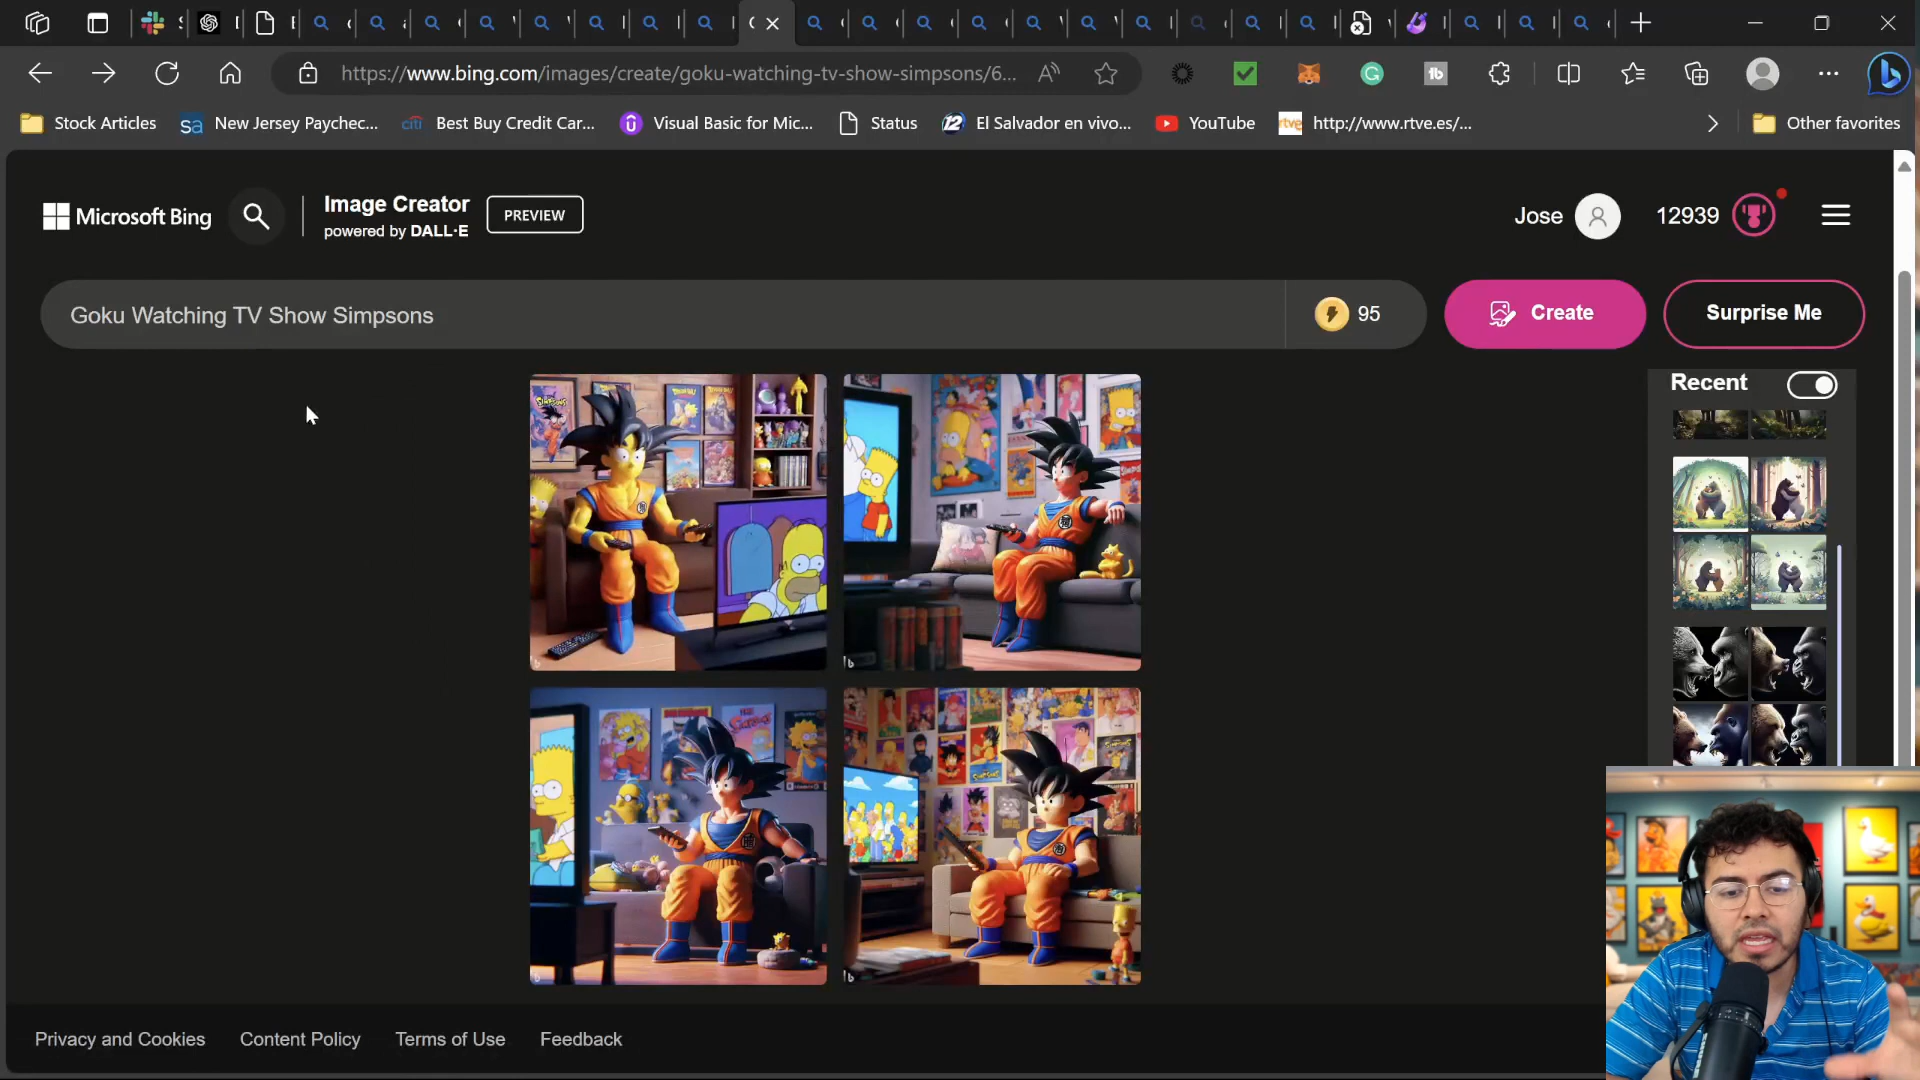 https://www.bing.com/images/create/goku-watching-tv-show-simpsons/6...
Stock Articles
New Jersey Paychec...
citi
Best Buy Credit Car...
Visual Basic for Mic...
Status
El Salvador en vivo...
YouTube
rtve
http://www.rtve.es/...
Other favorites
Microsoft Bing
Image Creator
powered by DALL·E
PREVIEW
Jose
12939
Goku Watching TV Show Simpsons
95
Create
Surprise Me
Recent
Privacy and Cookies
Content Policy
Terms of Use
Feedback